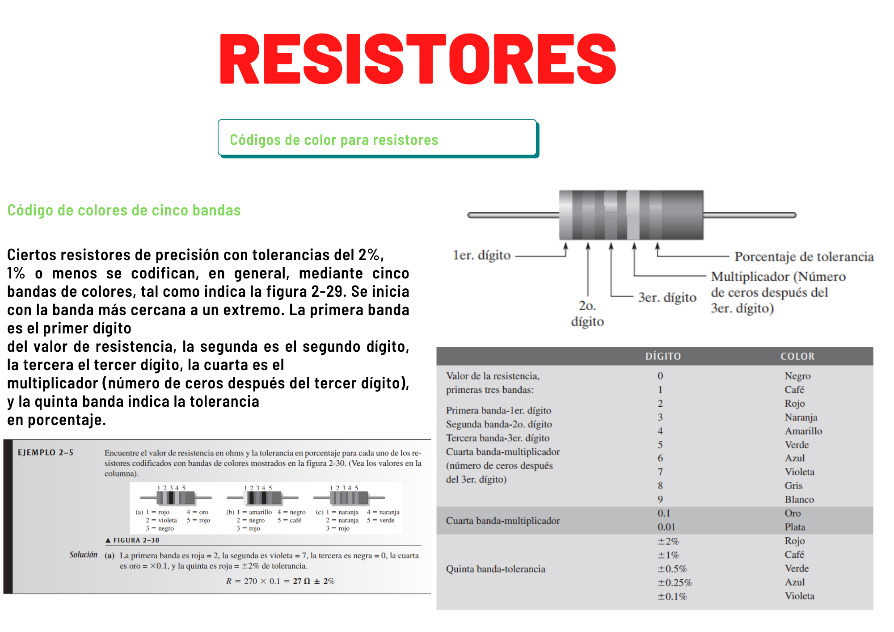 RESISTORES
Códigos de color para resistores
Código de colores de cinco bandas
Ciertos resistores de precisión con tolerancias del 2%,
1% o menos se codifican, en general, mediante cinco
bandas de colores, tal como indica la figura 2-29. Se inicia
con la banda más cercana a un extremo. La primera banda
es el primer dígito
del valor de resistencia, la segunda es el segundo dígito,
la tercera el tercer dígito, la cuarta es el
multiplicador (número de ceros después del tercer dígito),
y la quinta banda indica la tolerancia
en porcentaje.
1er. dígito
2o.
dígito
3er. dígito
Porcentaje de tolerancia
Multiplicador (Número
de ceros después del
3er. dígito)
DÍGITO COLOR
Valor de la resistencia, 0 Negro
primeras tres bandas: 1 Café
2 Rojo
Primera banda-1er. dígito 3 Naranja
Segunda banda-2o. dígito 4 Amarillo
Tercera banda-3er. dígito 5 Verde
Cuarta banda-multiplicador 6 Azul
(número de ceros después 7 Violeta
del 3er. dígito) 8 Gris
9 Blanco
Cuarta banda-multiplicador 0.1 Oro
0.01 Plata
±2% Rojo
±1% Café
Quinta banda-tolerancia ±0.5% Verde
±0.25% Azul
±0.1% Violeta
EJEMPLO 2–5
Encuentre el valor de resistencia en ohms y la tolerancia en porcentaje para cada uno de los re-
sistores codificados con bandas de colores mostrados en la figura 2-30. (Vea los valores en la
columna).
1 2 3 4 5 1 2 3 4 5 1 2 3 4 5
(a) 1 = rojo 4 = oro (b) 1 = amarillo 4 = negro (c) 1 = naranja 4 = naranja
2 = violeta 5 = rojo 2 = negro 5 = café 2 = naranja 5 = verde
3 = negro 3 = rojo 3 = rojo
▲ FIGURA 2–30
Solución (a) La primera banda es roja = 2, la segunda es violeta = 7, la tercera es negra = 0, la cuarta
es oro = ×0.1, y la quinta es roja = ±2% de tolerancia.
R = 270 × 0.1 = 27 Ω ± 2%